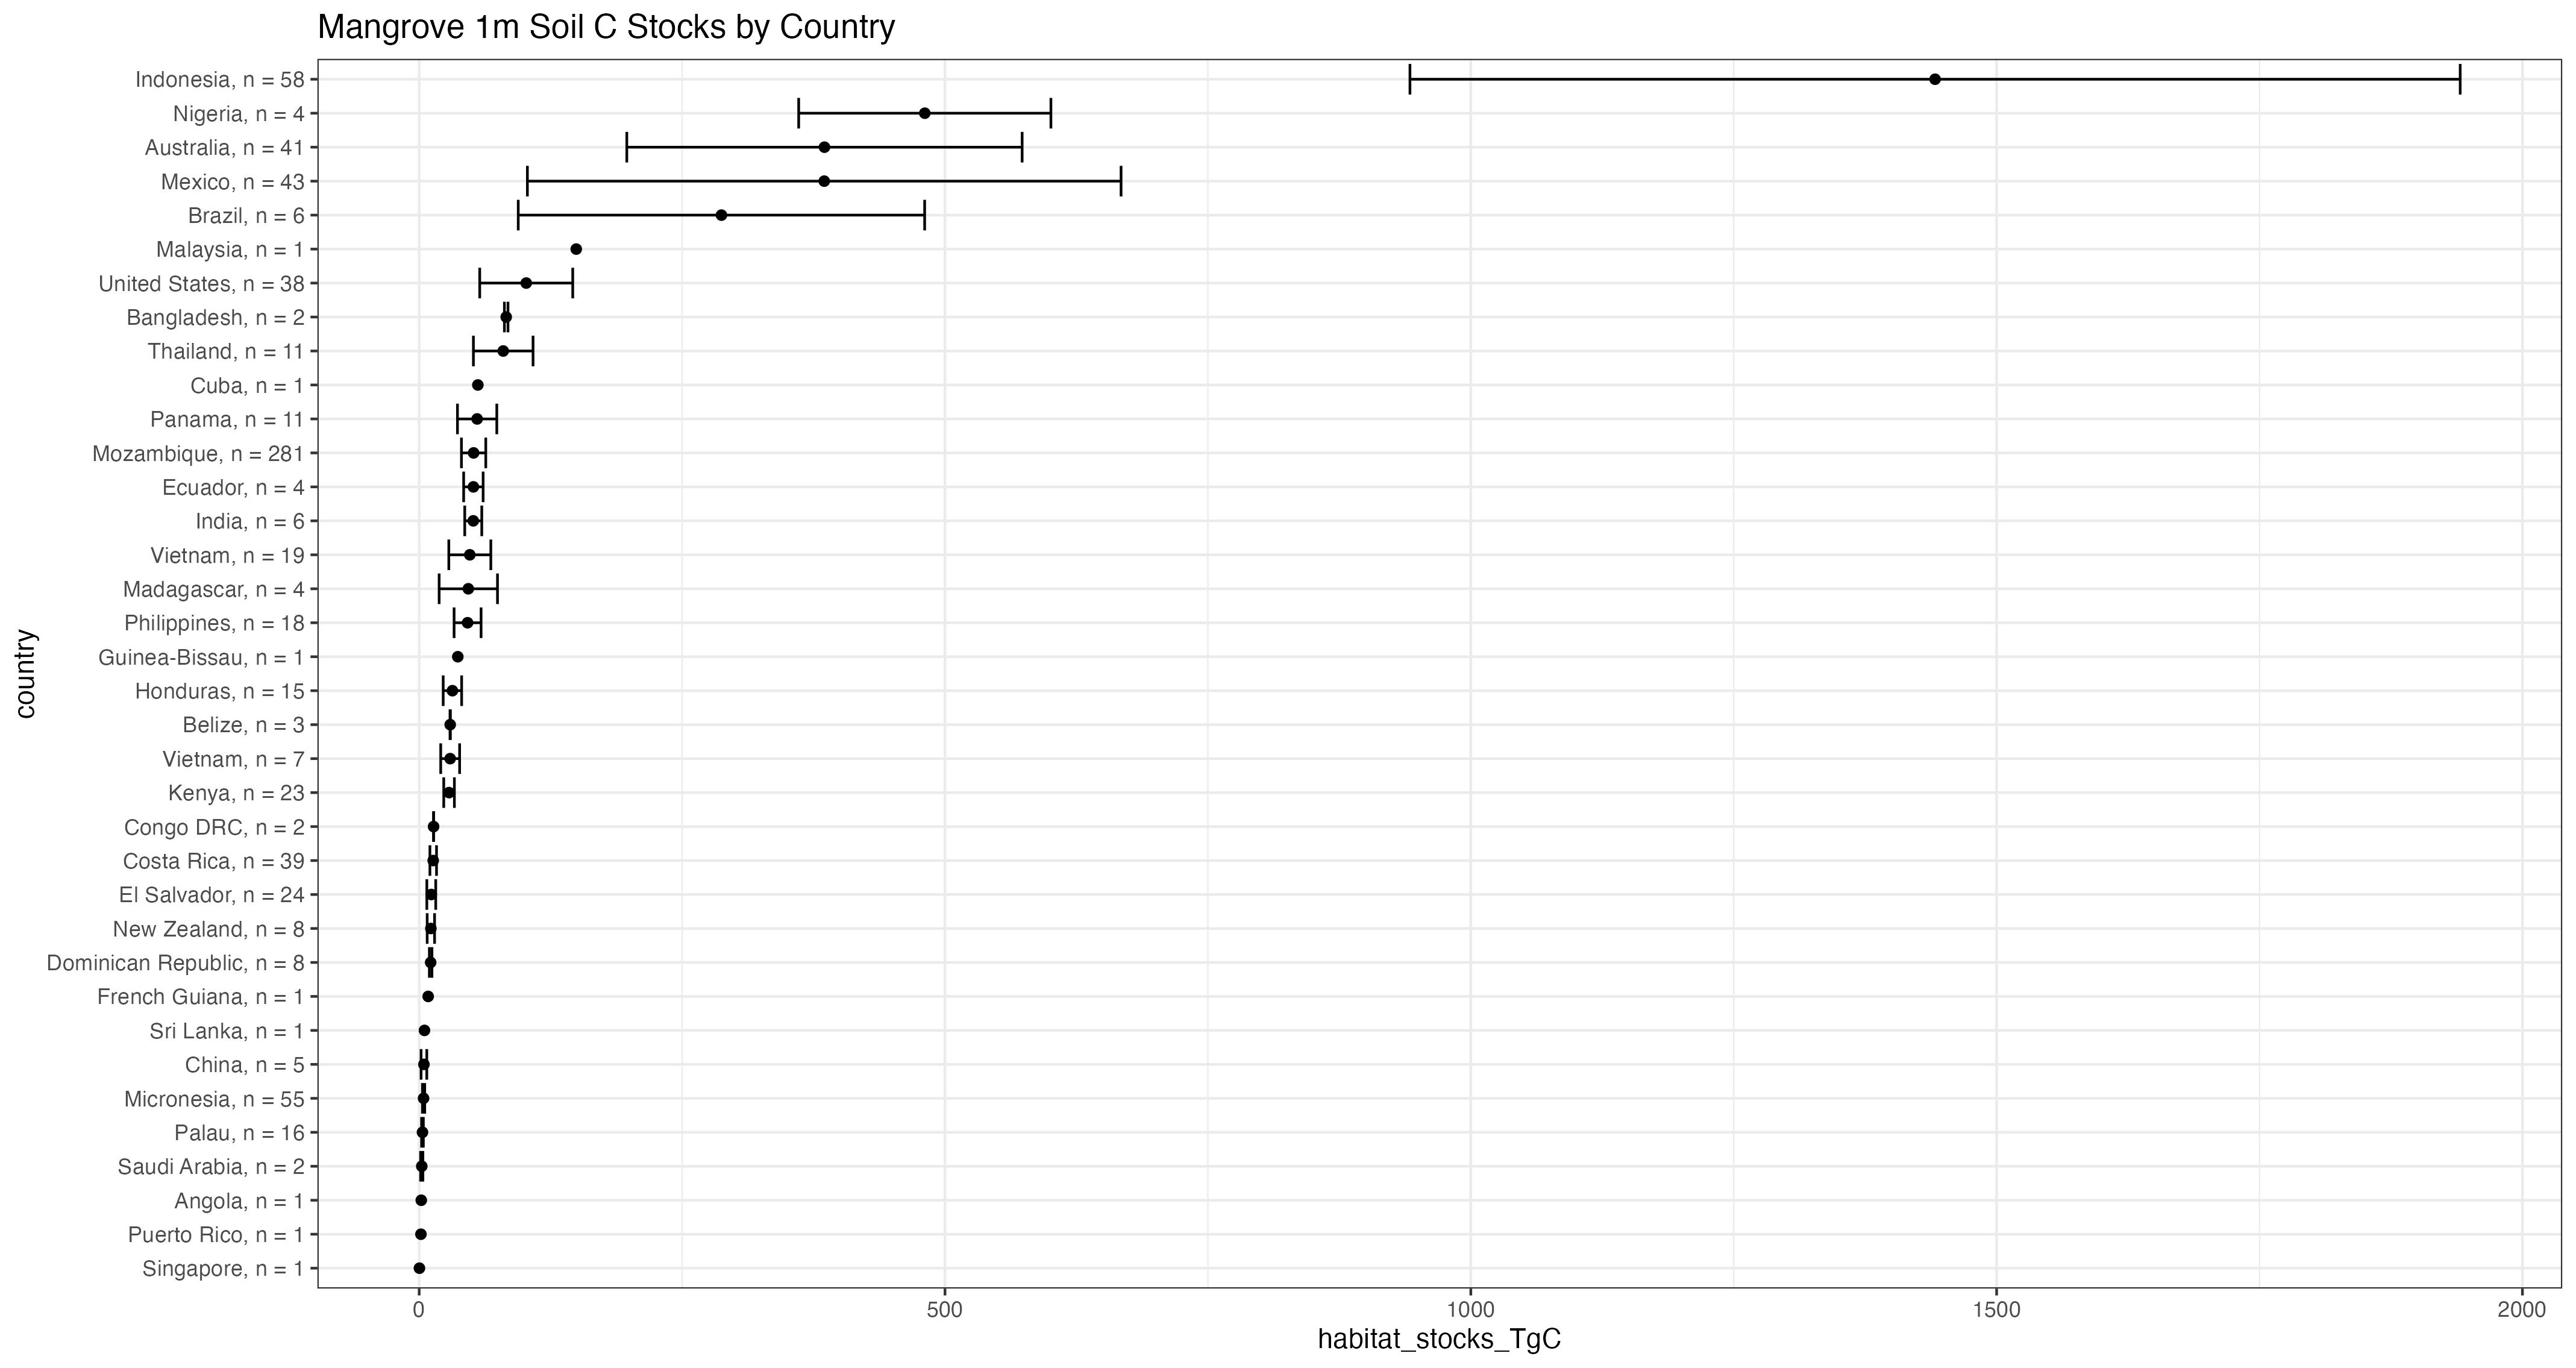 Mangrove 1m Soil C Stocks by Country
Indonesia, n = 58
Nigeria, n = 4
Australia, n = 41
Mexico, n = 43
Brazil, n = 6
Malaysia, n = 1
United States, n = 38
Bangladesh, n = 2
Thailand, n = 11
Cuba, n = 1
Panama, n = 11
Mozambique, n = 281
Ecuador, n = 4
India, n = 6
Vietnam, n = 19
Madagascar, n = 4
Philippines, n = 18
Guinea-Bissau, n = 1
Honduras, n = 15
Belize, n = 3
Vietnam, n = 7
Kenya, n = 23
Congo DRC, n = 2
Costa Rica, n = 39
El Salvador, n = 24
New Zealand, n = 8
Dominican Republic, n = 8
French Guiana, n = 1
Sri Lanka, n = 1
China, n = 5
Micronesia, n = 55
Palau, n = 16
Saudi Arabia, n = 2
Angola, n = 1
Puerto Rico, n = 1
Singapore, n = 1
country
0 500 1000 1500 2000
habitat_stocks_TgC